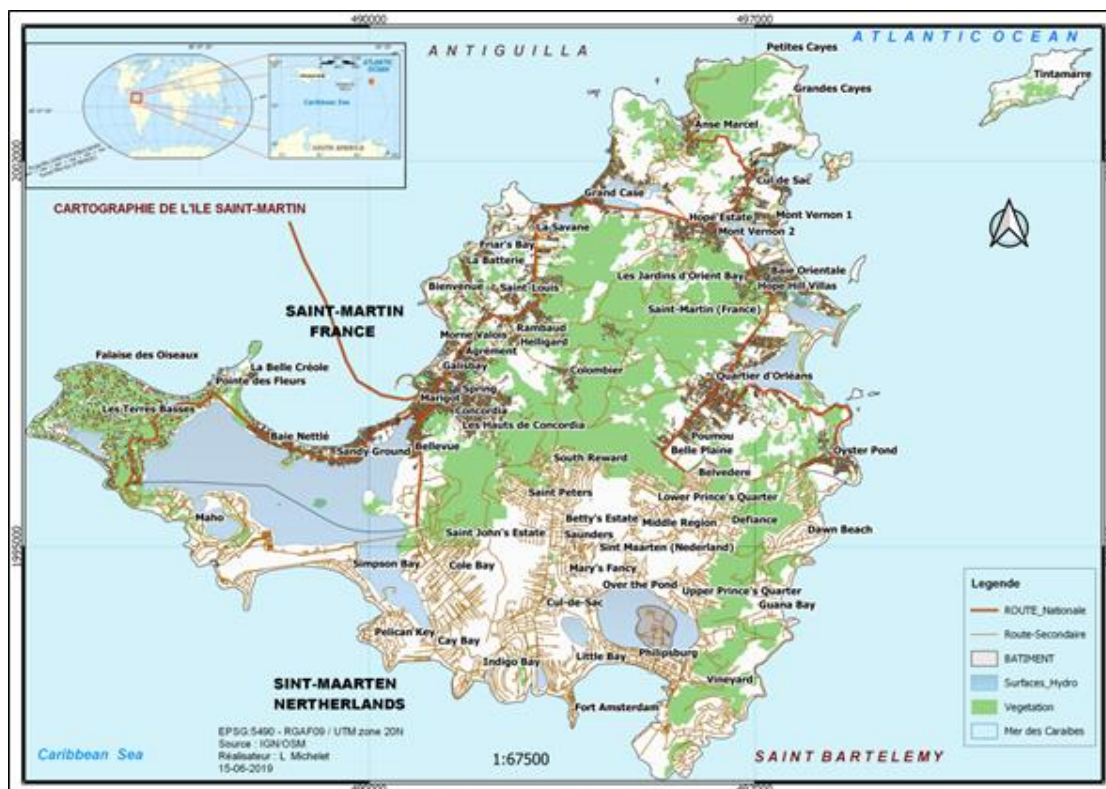 490000
497000
ANTIGUILLA
ATLANTIC OCEAN
Petites Cayes
Tintamarre
Grandes Cayes
ATLANTIC
OCEAN
Caribbean Sea
SOUTH AMERICA
Anse Marcel
2002000
Cul de Sac
Grand Case
CARTOGRAPHIE DE L'ILE SAINT-MARTIN
Hope Estate
Mont Vernon 1
La Savane
Mont Vernon 2
Friar's Bay
La Batterie
Les Jardins d'Orient Bay
Baie Orientale
Bienvenue
Saint-Louis
Hope Hill Villas
SAINT-MARTIN
FRANCE
Saint-Martin (France)
Morne Valois
Rambaud
Helligard
Agrément
Falaise des Oiseaux
La Belle Créole
Galisbay
Colombier
Pointe des Fleurs
Spring
Quartier d'Orléans
Marigot
Les Terres Basses
Concordia
Les Hauts de Concordia
Baie Nettlé
Poumou
Sandy Ground
Bellevue
Belle Plaine
Oyster Pond
South Reward
Belvedere
Saint Peters
Lower Prince's Quarter
Maho
Betty's Estate
Middle Region
Defiance
Dawn Beach
Saint John's Estate
Saunders
Sint Maarten (Nederland)
1995000
Simpson Bay
Cole Bay
Mary's Fancy
Over the Pond
Upper Prince's Quarter
Cul-de-Sac
Guana Bay
Pelican Key
Cay Bay
Indigo Bay
Little Bay
Philipsburg
Vineyard
SINT-MAARTEN
NERTHERLANDS
Fort Amsterdam
Legende
ROUTE_Nationale
Route-Secondaire
BATIMENT
Surfaces_Hydro
Vegetation
Mer des Caraibes
EPSG:5490 - RGAF09 / UTM zone 20N
Source : IGN/OSM
Réalisateur : L Michelet
15-06-2019
Caribbean Sea
1:67500
SAINT BARTELEMY